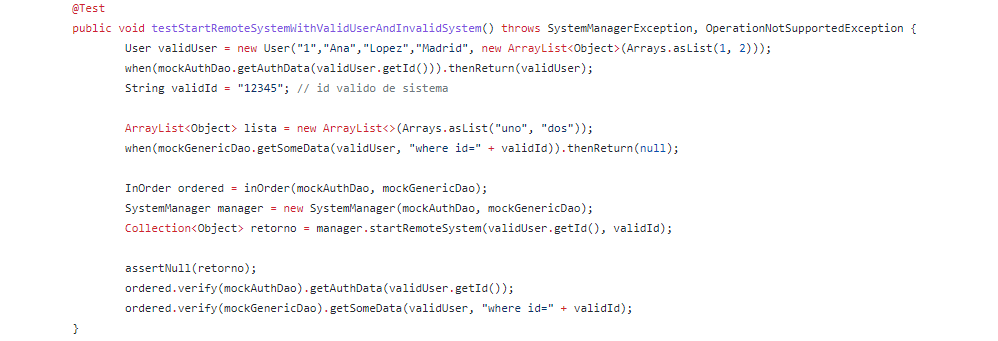 @Test
public void testStartRemoteSystemWithValidUserAndInvalidSystem() throws SystemManagerException, OperationNotSupportedException {
User validUser = new User("1","Ana","Lopez","Madrid", new ArrayList<Object>(Arrays.asList(1, 2)));
when(mockAuthDao.getAuthData(validUser.getId())).thenReturn(validUser);
String validId = "12345"; // id valido de sistema
ArrayList<Object> lista = new ArrayList<>(Arrays.asList("uno", "dos"));
when(mockGenericDao.getSomeData(validUser, "where id=" + validId)).thenReturn(null);
InOrder ordered = inOrder(mockAuthDao, mockGenericDao);
SystemManager manager = new SystemManager(mockAuthDao, mockGenericDao);
Collection<Object> retorno = manager.startRemoteSystem(validUser.getId(), validId);
assertNull(retorno);
ordered.verify(mockAuthDao).getAuthData(validUser.getId());
ordered.verify(mockGenericDao).getSomeData(validUser, "where id=" + validId);
}